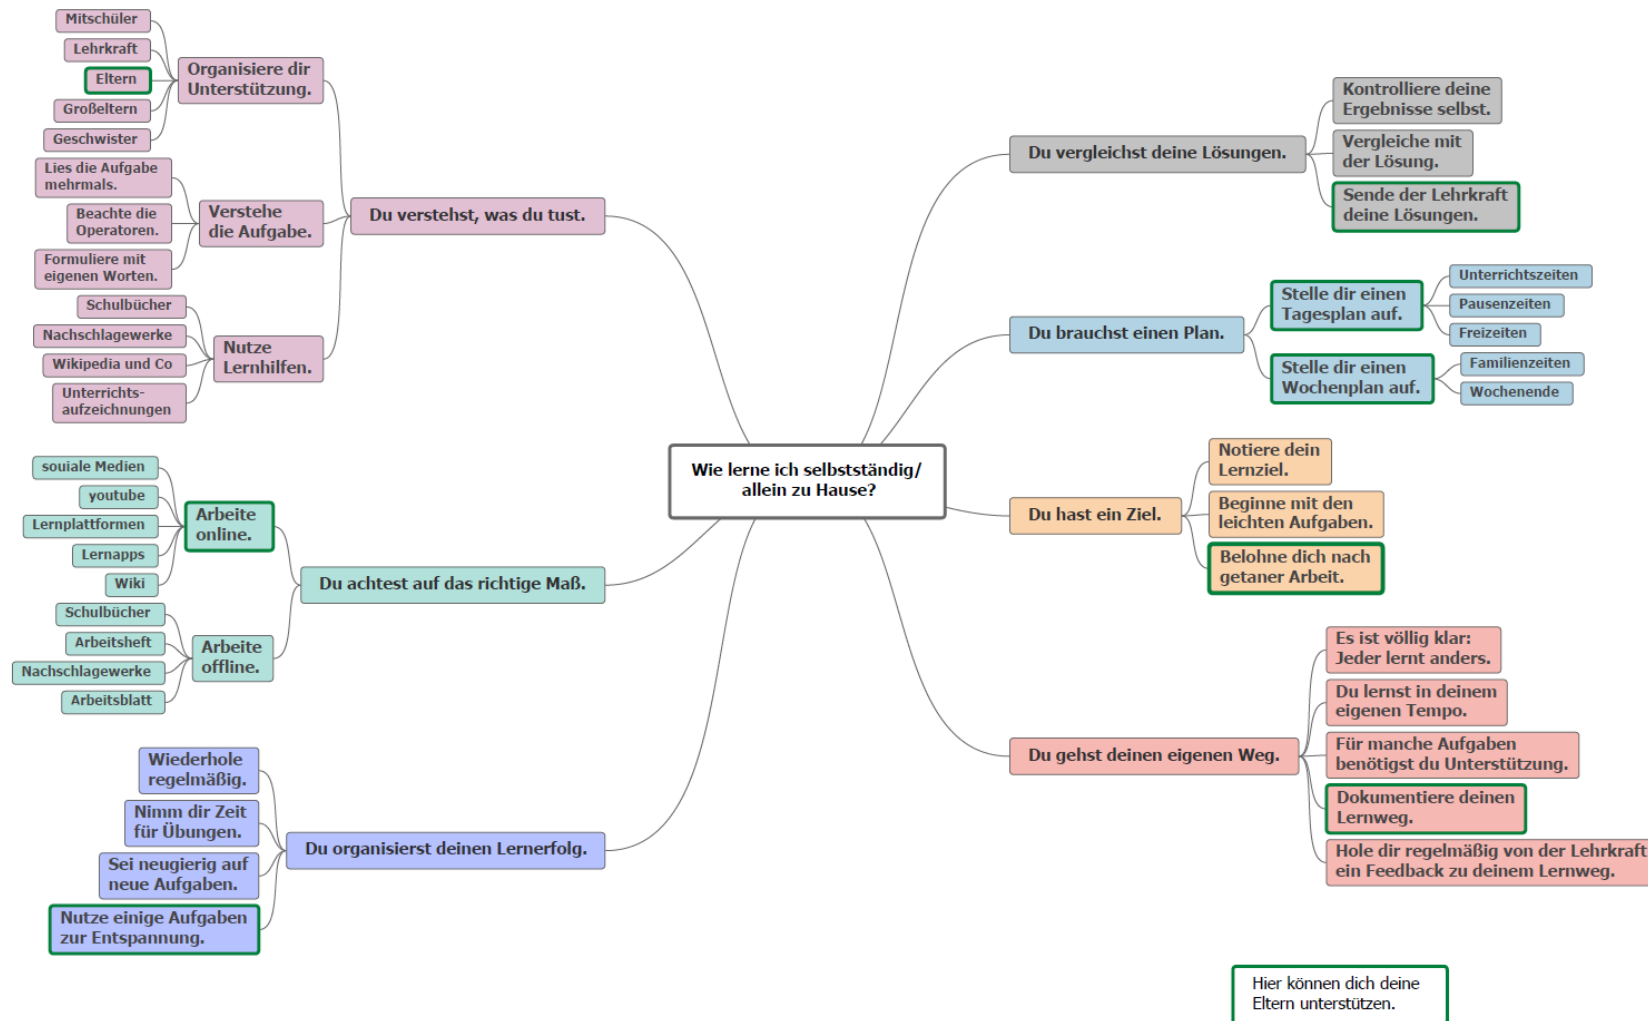 Mitschüler
Lehrkraft
Eltern
Großeltern
Geschwister
Organisiere dir
Unterstützung.
Lies die Aufgabe
mehrmals.
Beachte die
Operatoren.
Formuliere mit
eigenen Worten.
Verstehe
die Aufgabe.
Schulbücher
Nachschlagewerke
Wikipedia und Co
Unterrichts-
aufzeichnungen
Nutze
Lernhilfen.
Du verstehst, was du tust.
souiale Medien
youtube
Lernplattformen
Lernapps
Wiki
Arbeite
online.
Schulbücher
Arbeitsheft
Nachschlagewerke
Arbeitsblatt
Arbeite
offline.
Du achtest auf das richtige Maß.
Wiederhole
regelmäßig.
Nimm dir Zeit
für Übungen.
Sei neugierig auf
neue Aufgaben.
Nutze einige Aufgaben
zur Entspannung.
Du organisierst deinen Lernerfolg.
Wie lerne ich selbstständig/
allein zu Hause?
Du vergleichst deine Lösungen.
Kontrolliere deine
Ergebnisse selbst.
Vergleiche mit
der Lösung.
Sende der Lehrkraft
deine Lösungen.
Du brauchst einen Plan.
Stelle dir einen
Tagesplan auf.
Unterrichtszeiten
Pausenzeiten
Freizeiten
Stelle dir einen
Wochenplan auf.
Familienzeiten
Wochenende
Du hast ein Ziel.
Notiere dein
Lernziel.
Beginne mit den
leichten Aufgaben.
Belohne dich nach
getaner Arbeit.
Du gehst deinen eigenen Weg.
Es ist völlig klar:
Jeder lernt anders.
Du lernst in deinem
eigenen Tempo.
Für manche Aufgaben
benötigst du Unterstützung.
Dokumentiere deinen
Lernweg.
Hole dir regelmäßig von der Lehrkraft
ein Feedback zu deinem Lernweg.
Hier können dich deine
Eltern unterstützen.